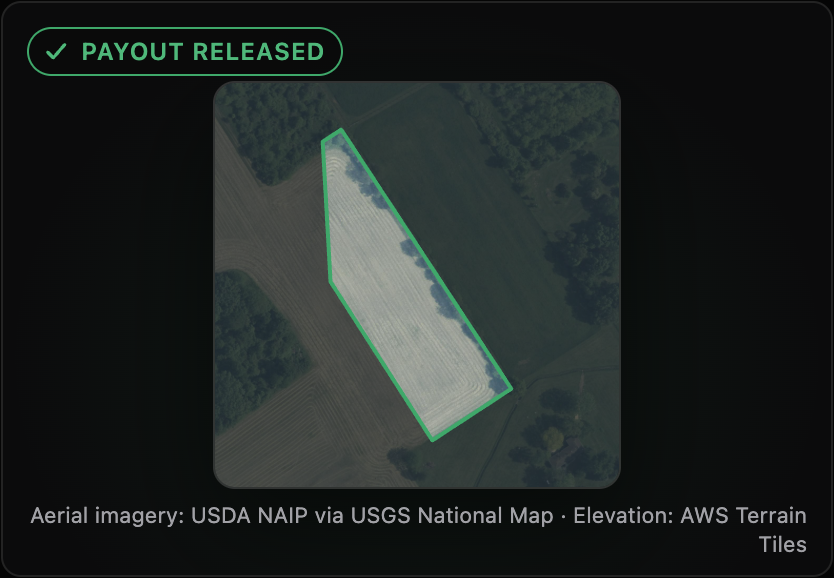 PAYOUT RELEASED
Aerial imagery: USDA NAIP via USGS National Map · Elevation: AWS Terrain
Tiles